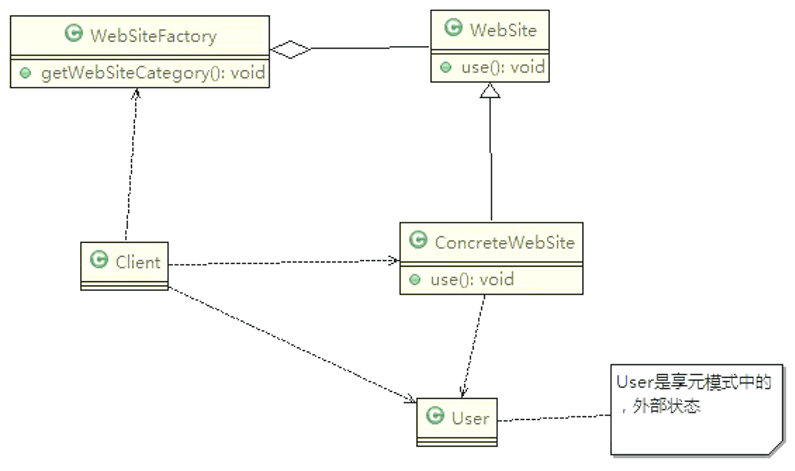 WebSiteFactory
getWebSiteCategory(): void
WebSite
use(): void
Client
ConcreteWebSite
use(): void
User
User是享元模式中的
，外部状态